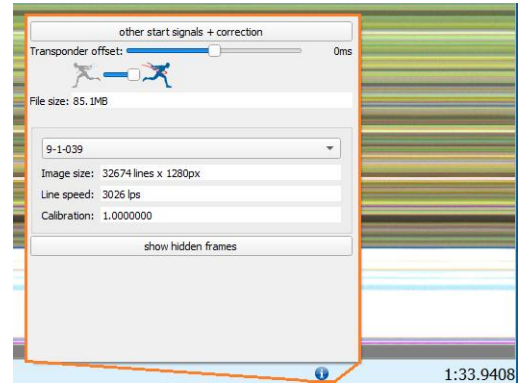 other start signals + correction
Transponder offset: 0ms
File size: 85.1MB
9-1-039
Image size: 32674 lines x 1280px
Line speed: 3026 lps
Calibration: 1.0000000
show hidden frames
1:33.9408